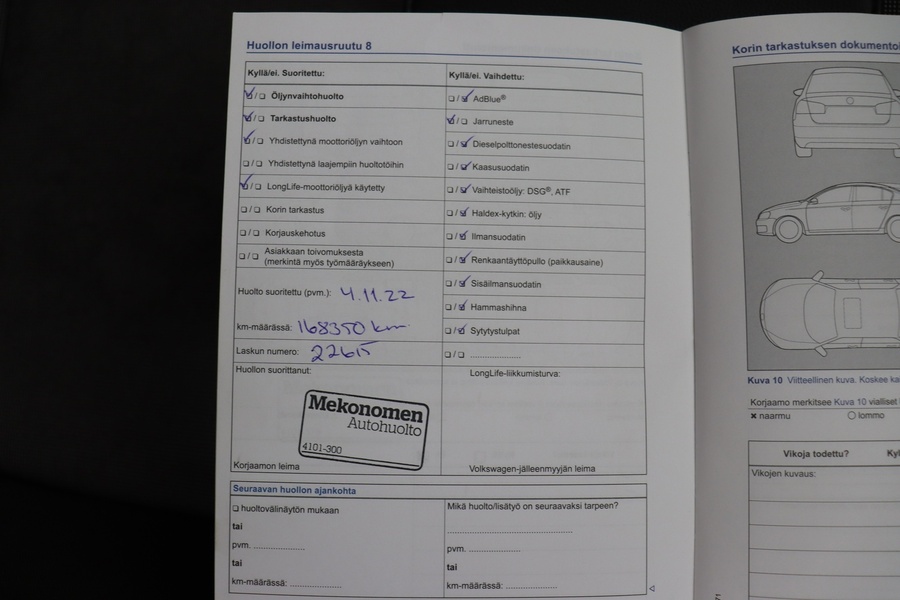 Huollon leimausruutu 8
Kyllä/ei. Suoritettu:
☑ / ☐ Öljynvaihtohuolto
☑ / ☐ Tarkastushuolto
☑ / ☐ Yhdistettynä moottoriöljyn vaihtoon
☐ / ☐ Yhdistettynä laajempiin huoltotöihin
☑ / ☐ LongLife-moottoriöljyä käytetty
☐ / ☐ Korin tarkastus
☐ / ☐ Korjauskehotus
☐ / ☐ Asiakkaan toivomuksesta
(merkintä myös työmääräykseen)
Huolto suoritettu (pvm.): 4.11.22
km-määrässä: 168350 km
Laskun numero: 22615
Huollon suorittanut:
Mekonomen
Autohuolto
4101-300
Korjaamon leima
Kyllä/ei. Vaihdettu:
☐ / ☑ AdBlue®
☑ / ☐ Jarruneste
☐ / ☑ Dieselpolttonestesuodatin
☐ / ☑ Kaasusuodatin
☐ / ☑ Vaihteistoöljy: DSG®, ATF
☐ / ☑ Haldex-kytkin: öljy
☐ / ☑ Ilmansuodatin
☐ / ☑ Renkaantäyttöpullo (paikkausaine)
☐ / ☑ Sisäilmansuodatin
☐ / ☑ Hammashihna
☐ / ☑ Sytytystulpat
☐ / ☐ ....................
LongLife-liikkumisturva:
Volkswagen-jälleenmyyjän leima
Seuraavan huollon ajankohta
☐ huoltovälinäytön mukaan
tai
pvm. ....................
tai
km-määrässä: ....................
Mikä huolto/lisätyö on seuraavaksi tarpeen?
..................................................
pvm. ....................
tai
km-määrässä: ....................
Korin tarkastuksen
Kuva 10 Viitteellinen kuva. Koskee
Korjaamo merkitsee Kuva 10 vialliset
✖ naarmu
○ lommo
Vikoja todettu?
Vikojen kuvaus: